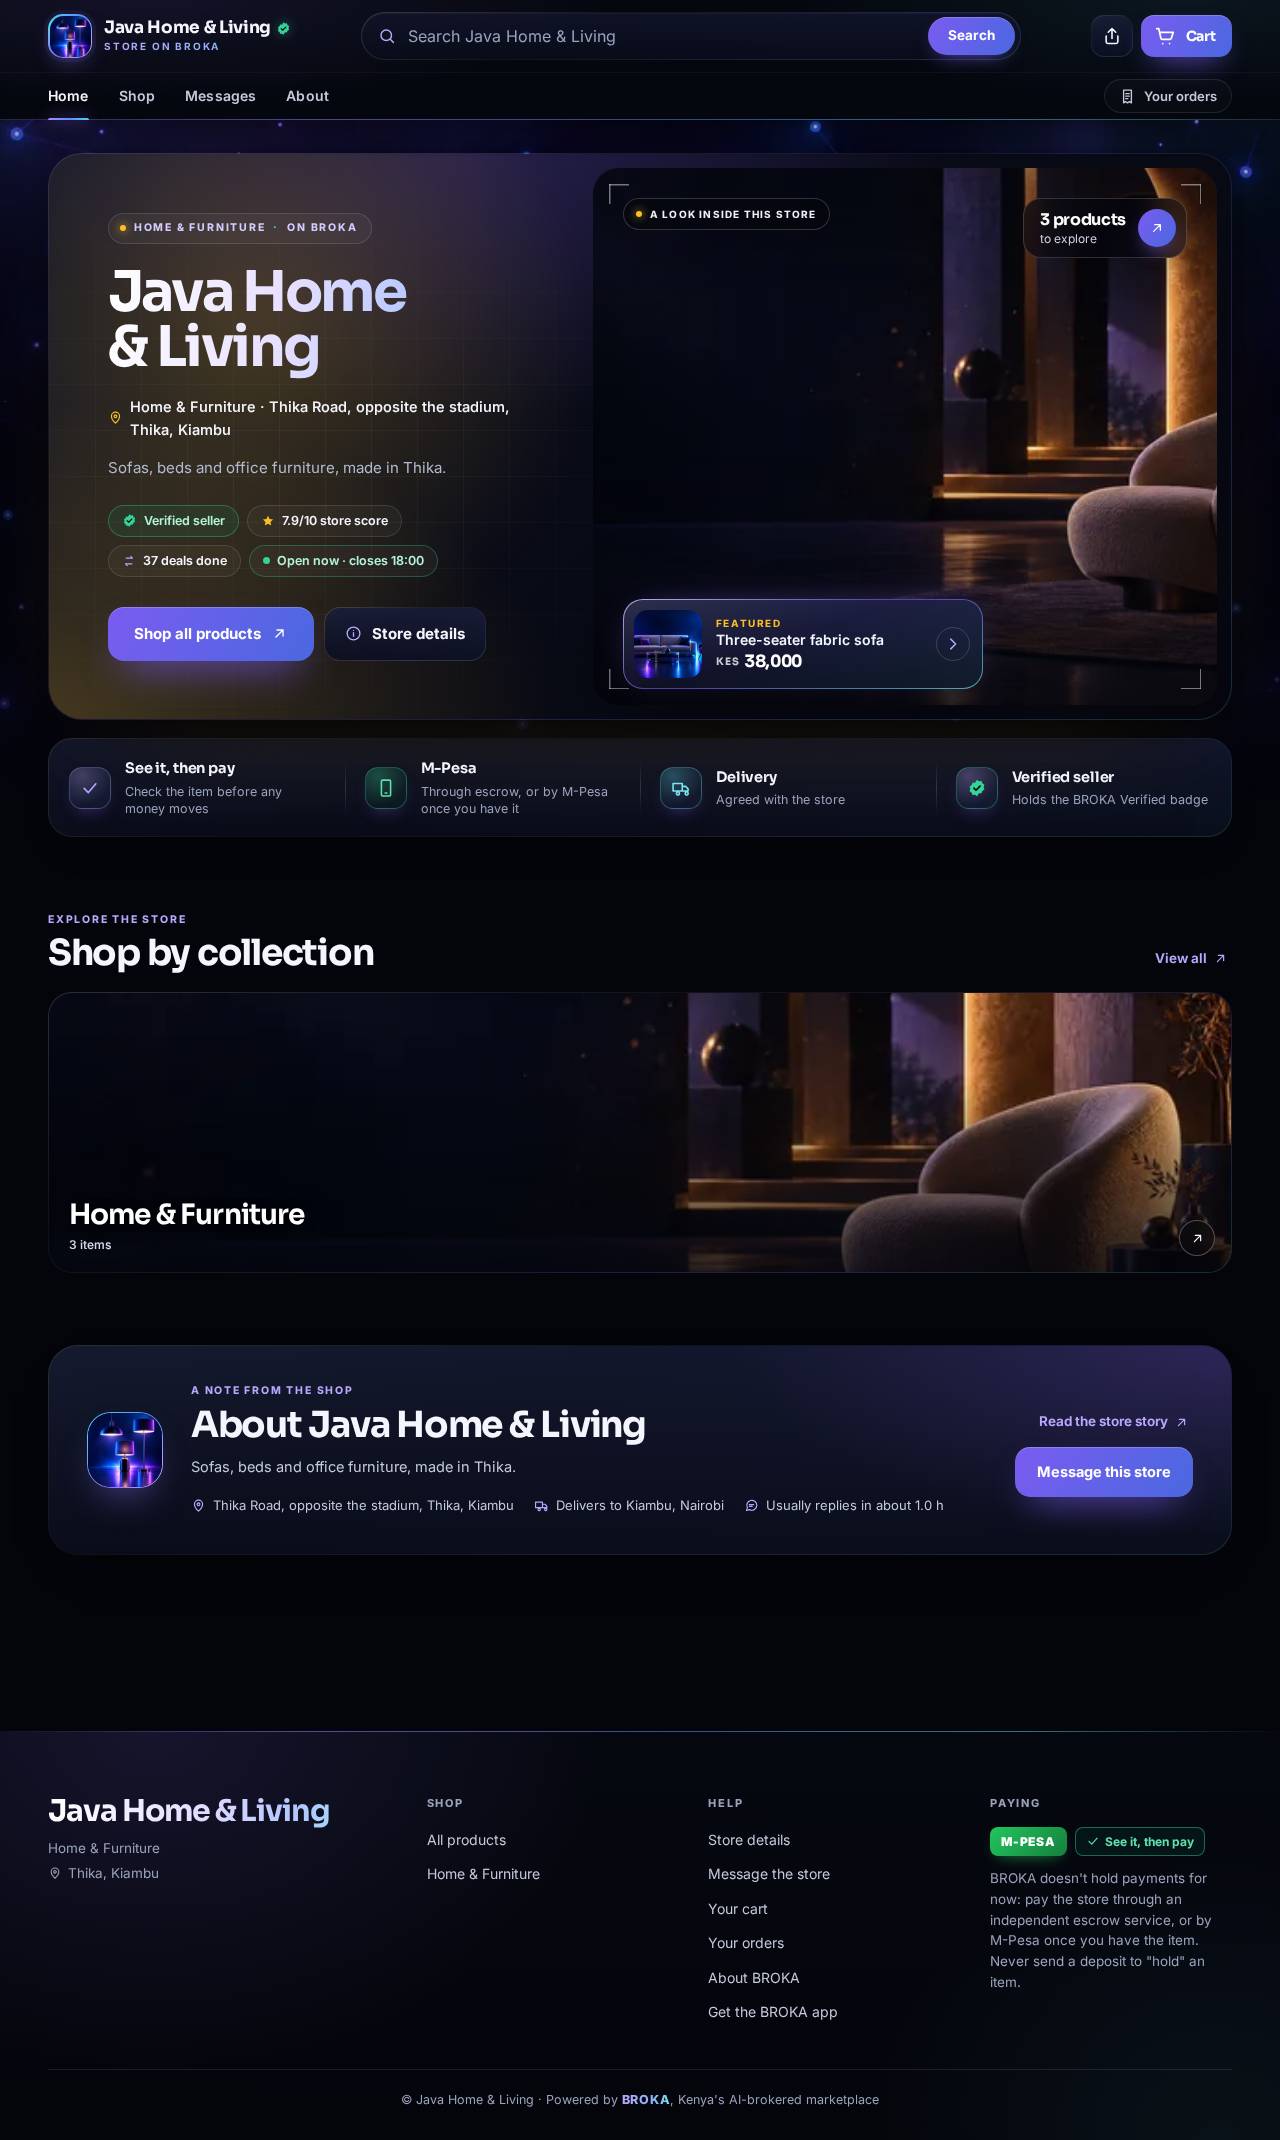 Java Home & Living
STORE ON BROKA
Search Java Home & Living
Search
Cart
Home
Shop
Messages
About
Your orders
HOME & FURNITURE · ON BROKA
Java Home
& Living
Home & Furniture · Thika Road, opposite the stadium,
Thika, Kiambu
Sofas, beds and office furniture, made in Thika.
Verified seller
7.9/10 store score
37 deals done
Open now · closes 18:00
Shop all products
Store details
A LOOK INSIDE THIS STORE
3 products
to explore
FEATURED
Three-seater fabric sofa
KES 38,000
See it, then pay
Check the item before any
money moves
M-Pesa
Through escrow, or by M-Pesa
once you have it
Delivery
Agreed with the store
Verified seller
Holds the BROKA Verified badge
EXPLORE THE STORE
Shop by collection
View all
Home & Furniture
3 items
A NOTE FROM THE SHOP
About Java Home & Living
Sofas, beds and office furniture, made in Thika.
Thika Road, opposite the stadium, Thika, Kiambu
Delivers to Kiambu, Nairobi
Usually replies in about 1.0 h
Read the store story
Message this store
Java Home & Living
Home & Furniture
Thika, Kiambu
SHOP
All products
Home & Furniture
HELP
Store details
Message the store
Your cart
Your orders
About BROKA
Get the BROKA app
PAYING
M-PESA
See it, then pay
BROKA doesn't hold payments for
now: pay the store through an
independent escrow service, or by
M-Pesa once you have the item.
Never send a deposit to "hold" an
item.
© Java Home & Living · Powered by BROKA, Kenya's AI-brokered marketplace